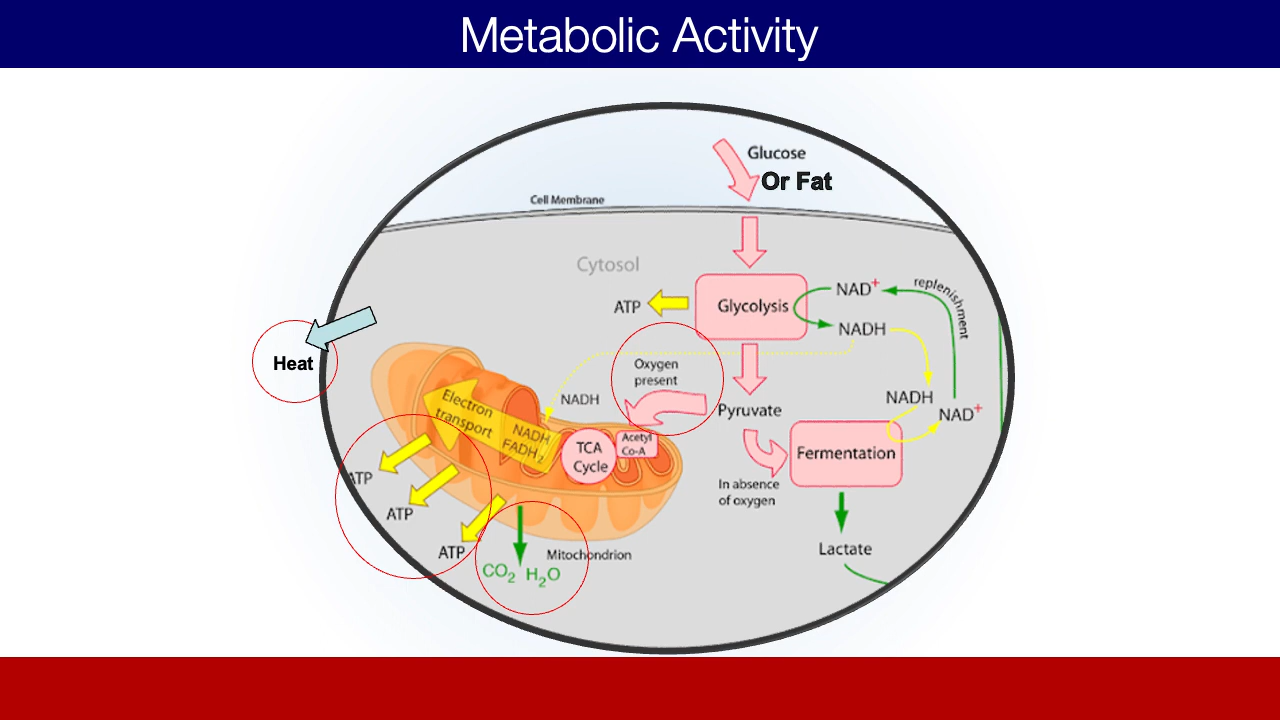 Metabolic Activity
Glucose
Or Fat
Cell Membrane
Cytosol
ATP
Glycolysis
NAD+
replenishment
NADH
Heat
Oxygen
present
NADH
Pyruvate
NADH
NAD+
Electron
transport
NADH
FADH2
TCA
Cycle
Acetyl
Co-A
Fermentation
In absence
of oxygen
ATP
ATP
ATP
Mitochondrion
CO2 H2O
Lactate